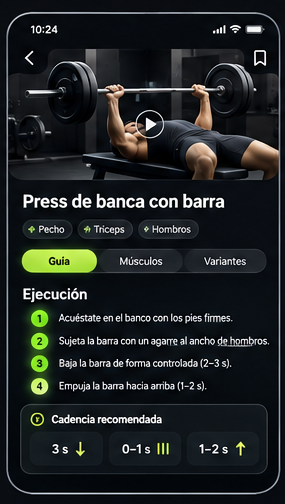 10:24
Press de banca con barra
Pecho
Triceps
Hombros
Guia
Músculos
Variantes
Ejecución
1 Acuéstate en el banco con los pies firmes.
2 Sujeta la barra con un agarre al ancho de hombros.
3 Baja la barra de forma controlada (2–3 s).
4 Empuja la barra hacia arriba (1–2 s).
Cadencia recomendada
3 s ↓
0–1 s
1–2 s ↑